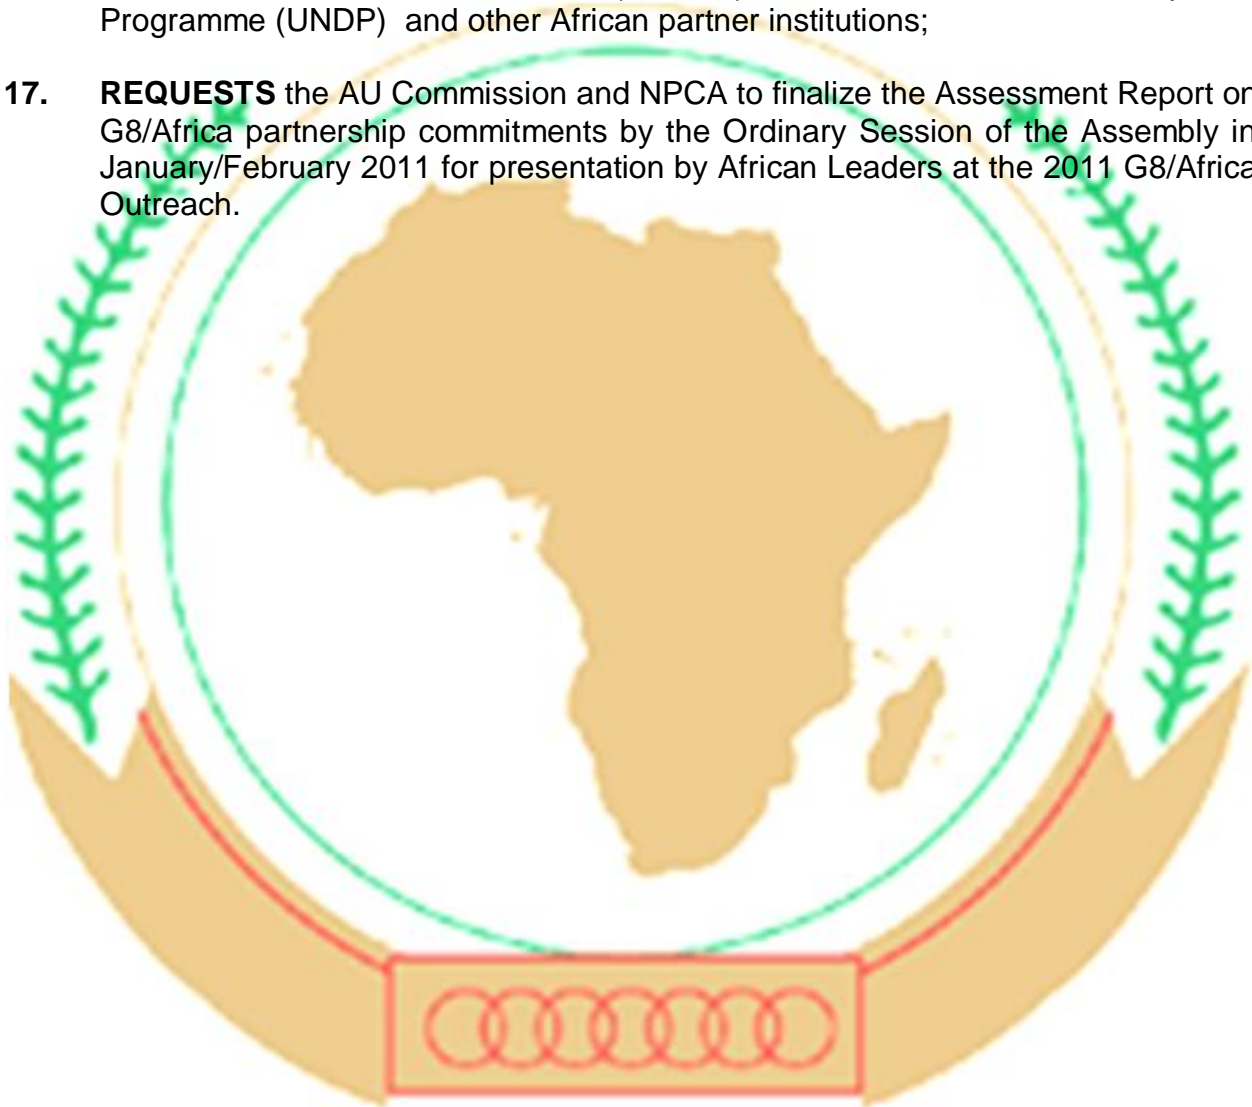 Programme (UNDP) and other African partner institutions;
17. REQUESTS the AU Commission and NPCA to finalize the Assessment Report on
G8/Africa partnership commitments by the Ordinary Session of the Assembly in
January/February 2011 for presentation by African Leaders at the 2011 G8/Africa
Outreach.